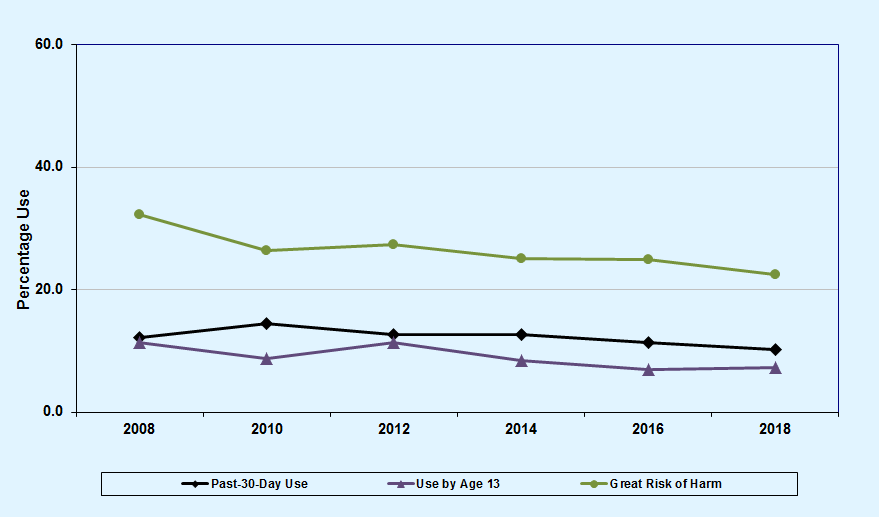 60.0
40.0
20.0
0.0
Percentage Use
2008 2010 2012 2014 2016 2018
Past-30-Day Use Use by Age 13 Great Risk of Harm